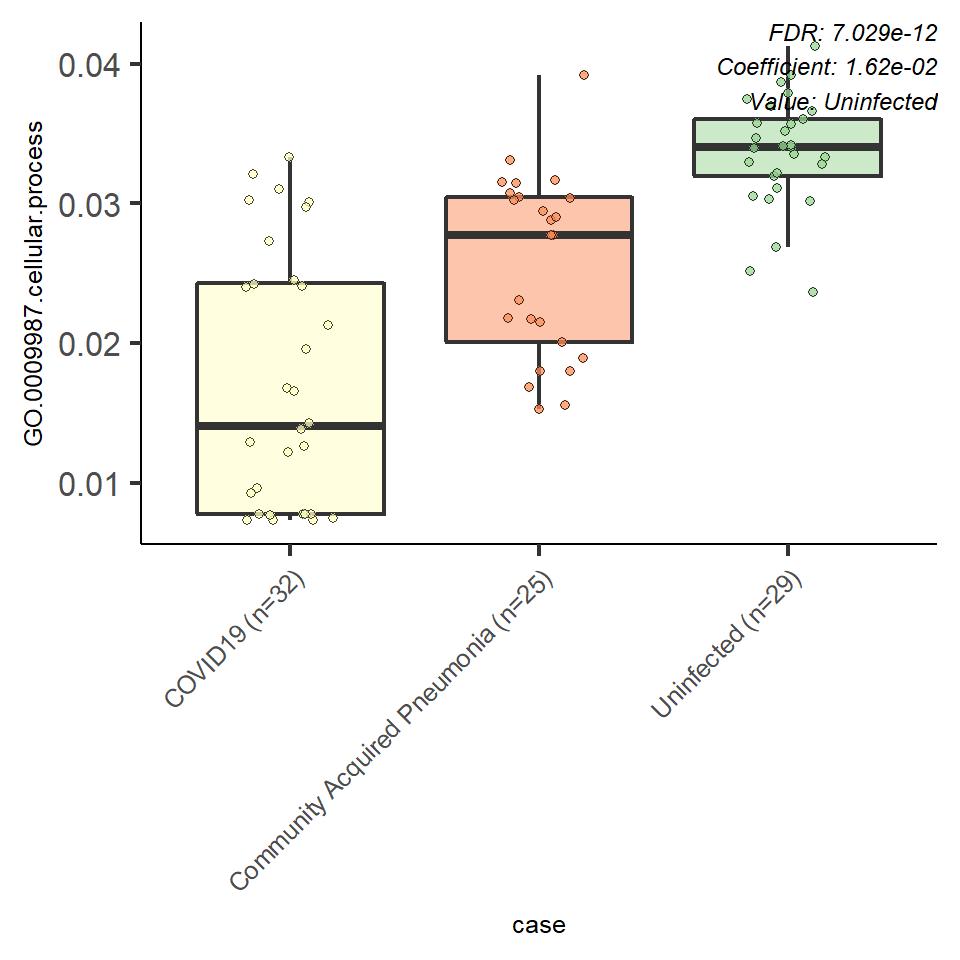 FDR: 7.029e-12
Coefficient: 1.62e-02
Value: Uninfected
GO.0009987.cellular.process
0.04
0.03
0.02
0.01
COVID19 (n=32)
Community Acquired Pneumonia (n=25)
Uninfected (n=29)
case